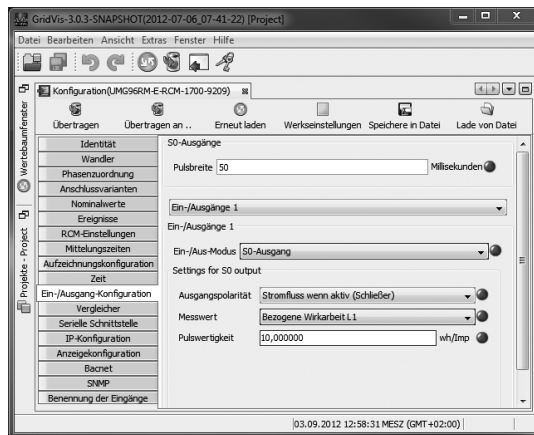 GridVis-3.0.3-SNAPSHOT(2012-07-06_07-41-22) [Project]
Datei Bearbeiten Ansicht Extras Fenster Hilfe
Konfiguration(UMG96RM-E-RCM-1700-9209)
Übertragen Übertragen an .. Erneut laden Werkseinstellungen Speichere in Datei Lade von Datei
Wertebaumfenster
Projekte - Project
Identität
Wandler
Phasenzuordnung
Anschlussvarianten
Nominalwerte
Ereignisse
RCM-Einstellungen
Mittelungszeiten
Aufzeichnungskonfiguration
Zeit
Ein-/Ausgang-Konfiguration
Vergleicher
Serielle Schnittstelle
IP-Konfiguration
Anzeigekonfiguration
Bacnet
SNMP
Benennung der Eingänge
S0-Ausgänge
Pulsbreite 50 Millisekunden
Ein-/Ausgänge 1
Ein-/Ausgänge 1
Ein-/Aus-Modus S0-Ausgang
Settings for S0 output
Ausgangspolarität Stromfluss wenn aktiv (Schließer)
Messwert Bezogene Wirkarbeit L1
Pulswertigkeit 10,000000 wh/Imp
03.09.2012 12:58:31 MESZ (GMT+02:00)